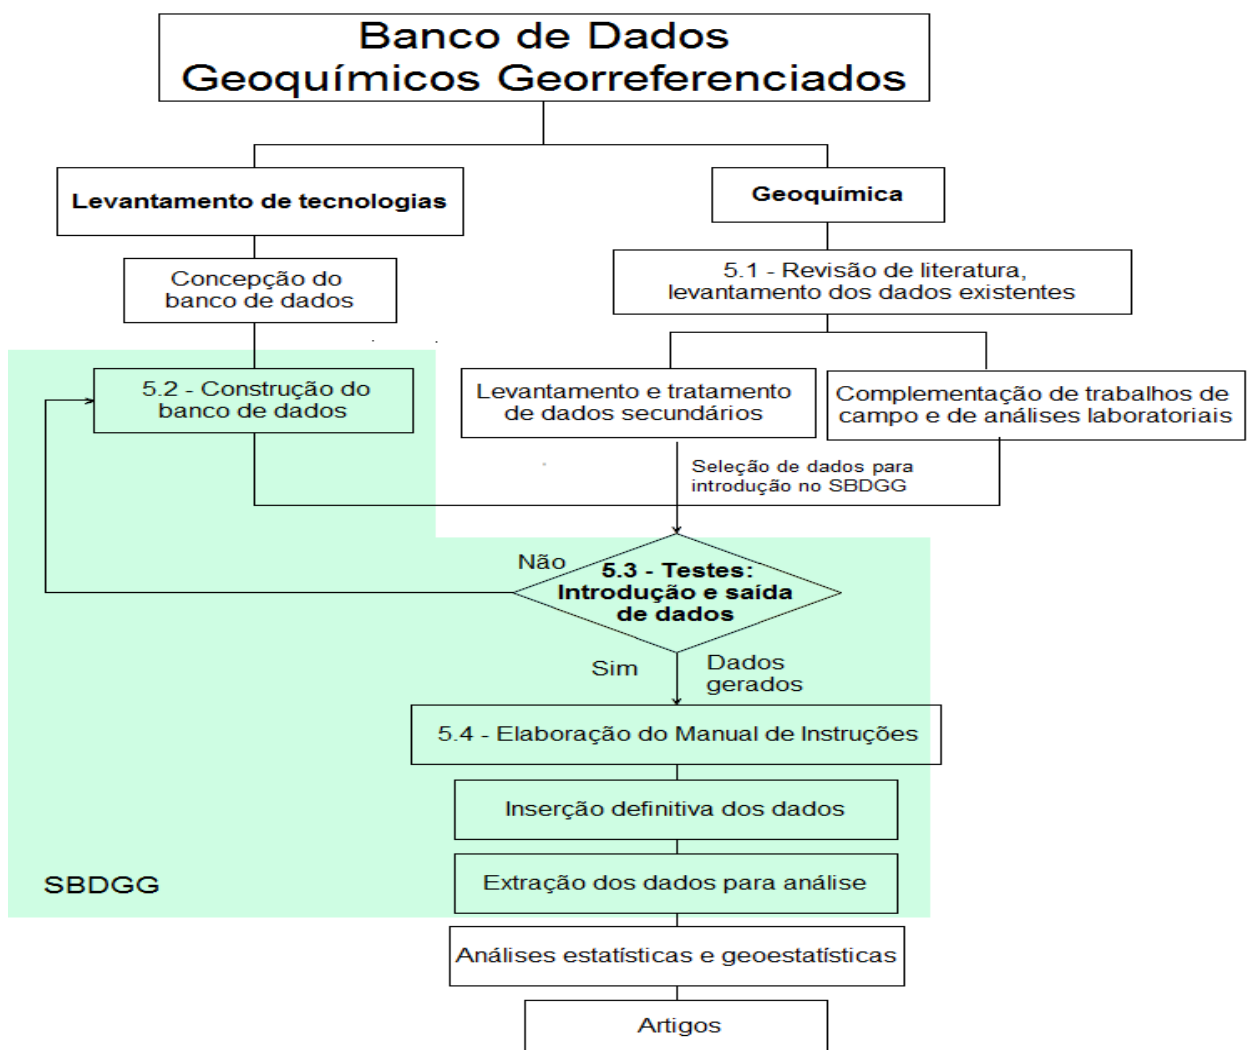 Banco de Dados
Geoquímicos Georreferenciados
Levantamento de tecnologias
Geoquímica
Concepção do
banco de dados
5.1 - Revisão de literatura,
levantamento dos dados existentes
5.2 - Construção do
banco de dados
Levantamento e tratamento
de dados secundários
Complementação de trabalhos de
campo e de análises laboratoriais
Seleção de dados para
introdução no SBDGG
Não
5.3 - Testes:
Introdução e saída
de dados
Sim
Dados
gerados
5.4 - Elaboração do Manual de Instruções
Inserção definitiva dos dados
Extração dos dados para análise
SBDGG
Análises estatísticas e geoestatísticas
Artigos